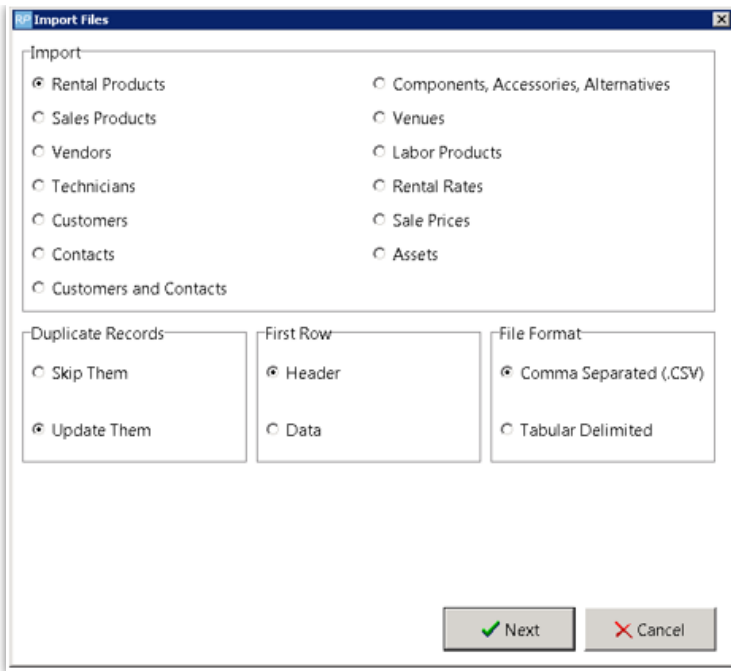 RP Import Files
Import
Rental Products
Components, Accessories, Alternatives
Sales Products
Venues
Vendors
Labor Products
Technicians
Rental Rates
Customers
Sale Prices
Contacts
Assets
Customers and Contacts
Duplicate Records
First Row
File Format
Skip Them
Header
Comma Separated (.CSV)
Update Them
Data
Tabular Delimited
Next
Cancel